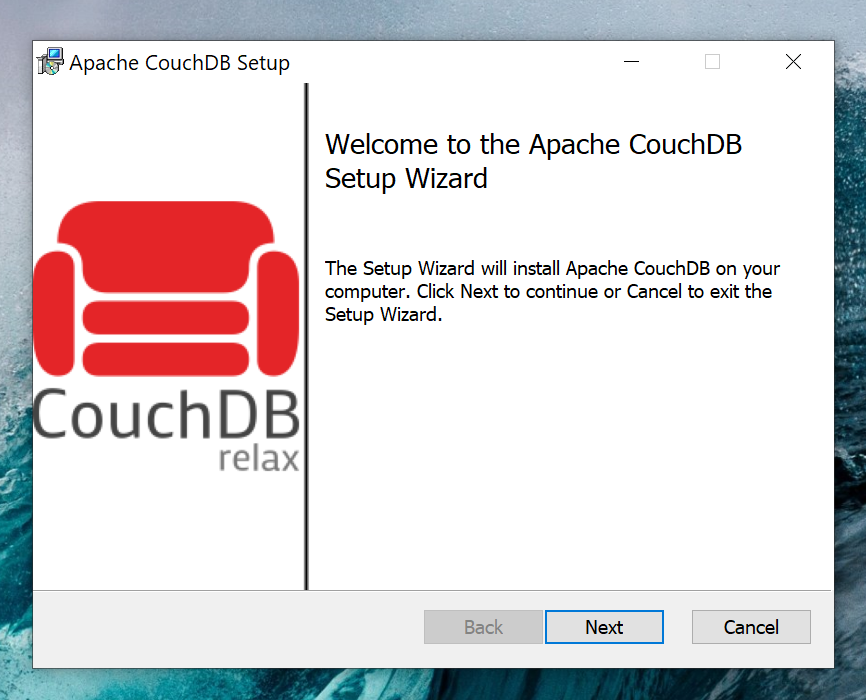 Apache CouchDB Setup
Welcome to the Apache CouchDB
Setup Wizard
The Setup Wizard will install Apache CouchDB on your
computer. Click Next to continue or Cancel to exit the
Setup Wizard.
CouchDB
relax
Back
Next
Cancel